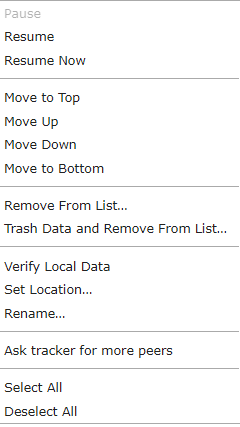 Pause
Resume
Resume Now
Move to Top
Move Up
Move Down
Move to Bottom
Remove From List...
Trash Data and Remove From List...
Verify Local Data
Set Location...
Rename...
Ask tracker for more peers
Select All
Deselect All